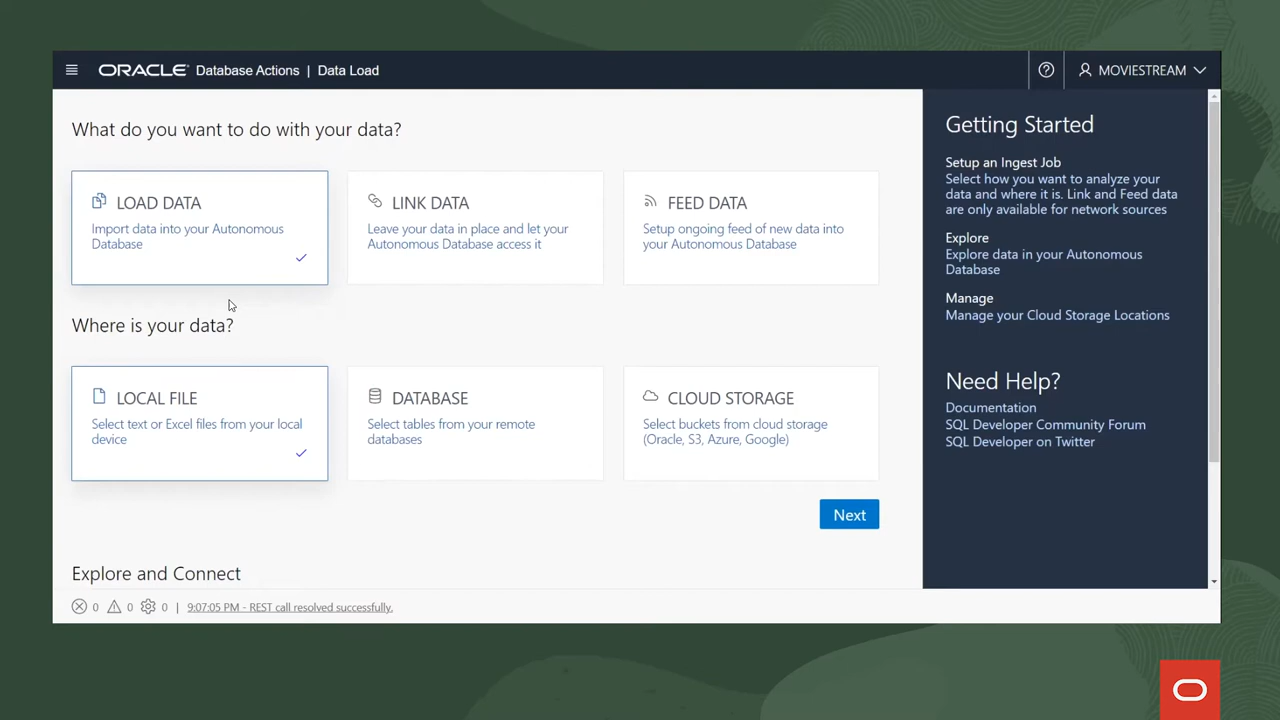 ORACLE® Database Actions | Data Load
MOVIESTREAM
What do you want to do with your data?
LOAD DATA
Import data into your Autonomous
Database
LINK DATA
Leave your data in place and let your
Autonomous Database access it
FEED DATA
Setup ongoing feed of new data into
your Autonomous Database
Where is your data?
LOCAL FILE
Select text or Excel files from your local
device
DATABASE
Select tables from your remote
databases
CLOUD STORAGE
Select buckets from cloud storage
(Oracle, S3, Azure, Google)
Next
Explore and Connect
Getting Started
Setup an Ingest Job
Select how you want to analyze your
data and where it is. Link and Feed data
are only available for network sources
Explore
Explore data in your Autonomous
Database
Manage
Manage your Cloud Storage Locations
Need Help?
Documentation
SQL Developer Community Forum
SQL Developer on Twitter
0 0 0 | 9:07:05 PM - REST call resolved successfully.